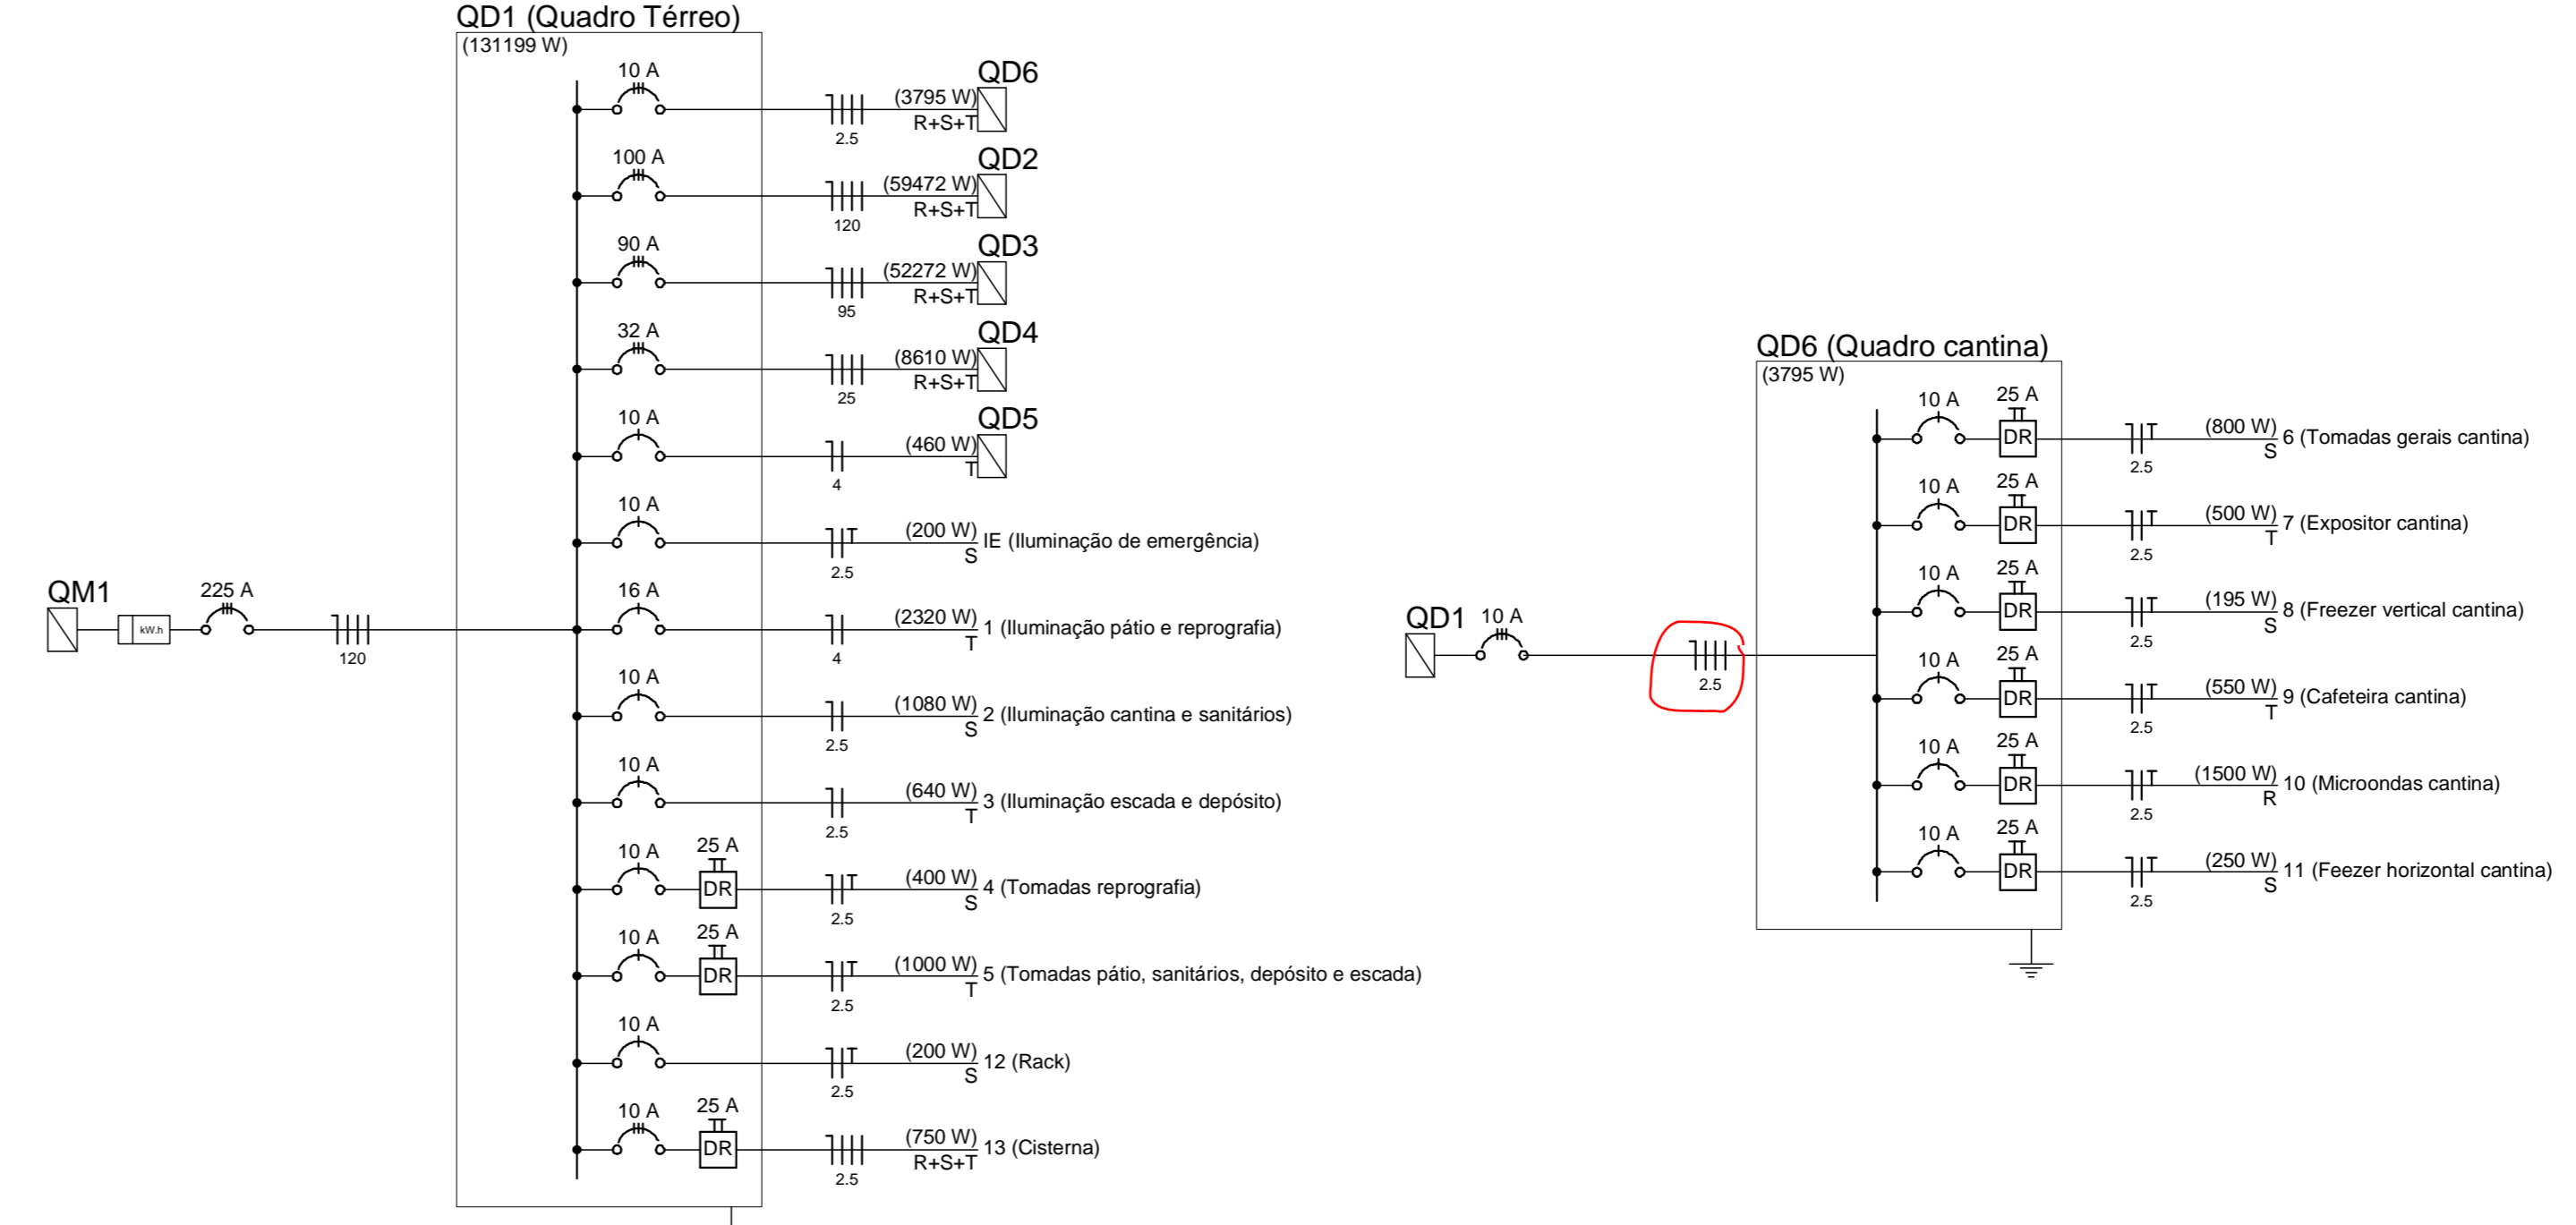 QD1 (Quadro Térreo)
(131199 W)
10 A
2.5
(3795 W)
R+S+T
QD6
100 A
120
(59472 W)
R+S+T
QD2
90 A
95
(52272 W)
R+S+T
QD3
32 A
25
(8610 W)
R+S+T
QD4
10 A
4
(460 W)
T
QD5
10 A
T
2.5
(200 W)
S
IE (Iluminação de emergência)
QM1
kW.h
225 A
120
16 A
4
(2320 W)
T
1 (Iluminação pátio e reprografia)
10 A
2.5
(1080 W)
S
2 (Iluminação cantina e sanitários)
10 A
2.5
(640 W)
T
3 (Iluminação escada e depósito)
10 A
25 A
DR
2.5
(400 W)
S
4 (Tomadas reprografia)
10 A
25 A
DR
2.5
(1000 W)
T
5 (Tomadas pátio, sanitários, depósito e escada)
10 A
2.5
(200 W)
S
12 (Rack)
10 A
25 A
DR
2.5
(750 W)
R+S+T
13 (Cisterna)
QD6 (Quadro cantina)
(3795 W)
QD1
10 A
2.5
10 A
25 A
DR
2.5
(800 W)
S
6 (Tomadas gerais cantina)
10 A
25 A
DR
2.5
(500 W)
T
7 (Expositor cantina)
10 A
25 A
DR
2.5
(195 W)
S
8 (Freezer vertical cantina)
10 A
25 A
DR
2.5
(550 W)
T
9 (Cafeteira cantina)
10 A
25 A
DR
2.5
(1500 W)
R
10 (Microondas cantina)
10 A
25 A
DR
2.5
(250 W)
S
11 (Feezer horizontal cantina)